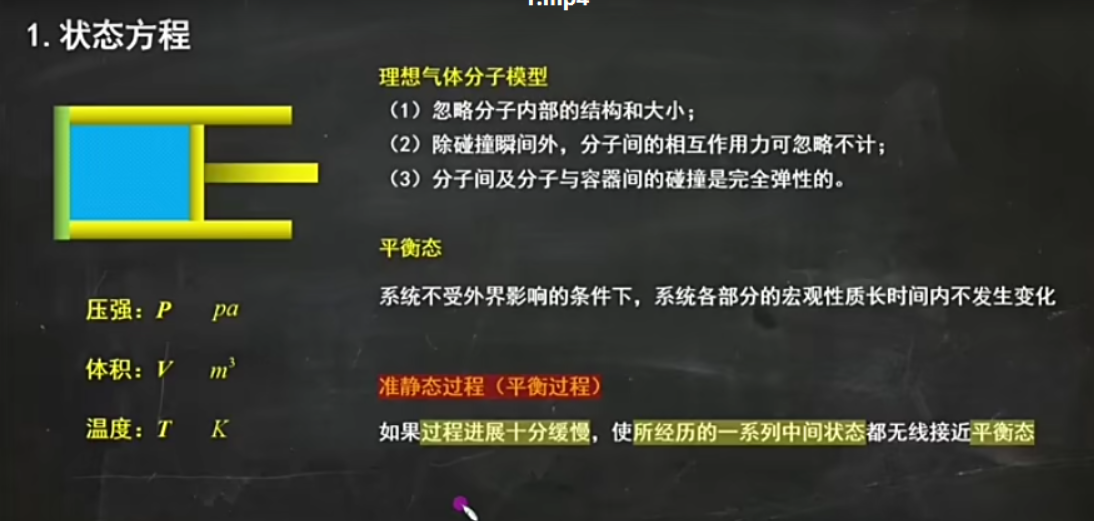 1.mp4
1.状态方程
理想气体分子模型
（1）忽略分子内部的结构和大小；
（2）除碰撞瞬间外，分子间的相互作用力可忽略不计；
（3）分子间及分子与容器间的碰撞是完全弹性的。
平衡态
系统不受外界影响的条件下，系统各部分的宏观性质长时间内不发生变化
压强：P pa
体积：V m³
温度：T K
准静态过程（平衡过程）
如果过程进展十分缓慢，使所经历的一系列中间状态都无线接近平衡态